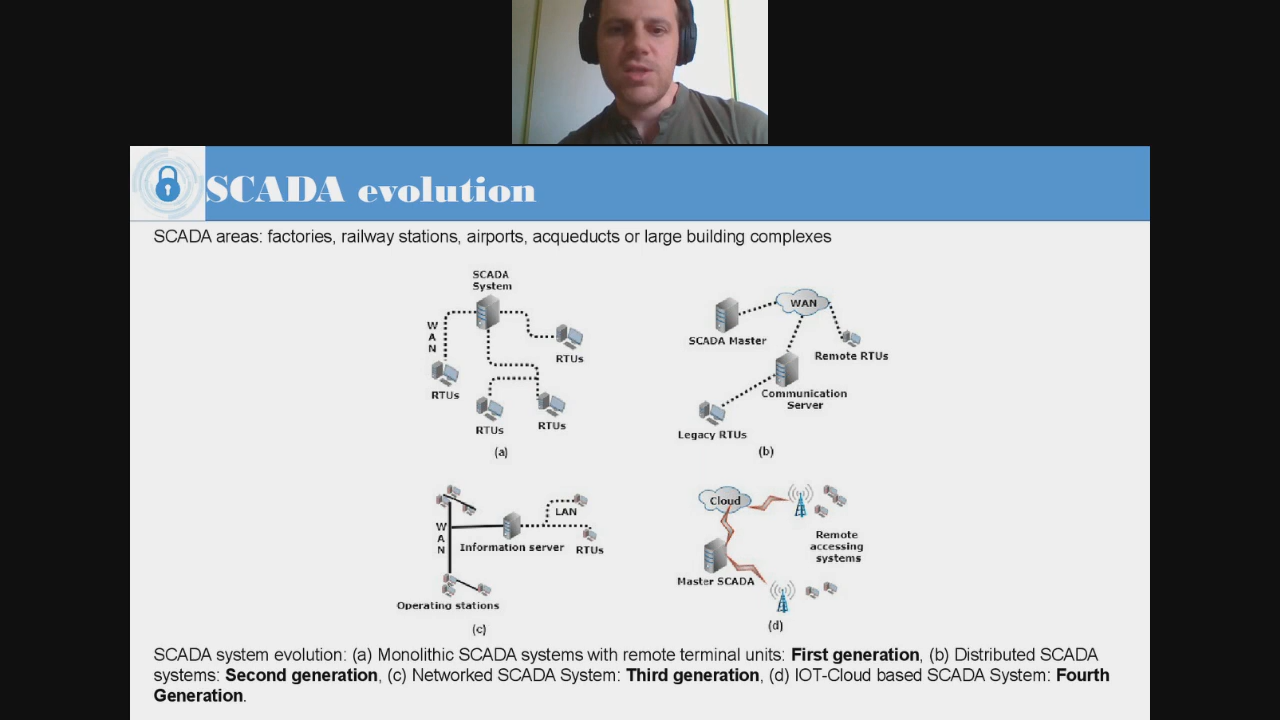 SCADA evolution
SCADA areas: factories, railway stations, airports, acqueducts or large building complexes
SCADA
System
W
A
N
RTUs
RTUs
RTUs
RTUs
(a)
WAN
SCADA Master
Remote RTUs
Communication
Server
Legacy RTUs
(b)
W
A
N
LAN
Information server
RTUs
Operating stations
(c)
Cloud
Remote
accessing
systems
Master SCADA
(d)
SCADA system evolution: (a) Monolithic SCADA systems with remote terminal units: First generation, (b) Distributed SCADA
systems: Second generation, (c) Networked SCADA System: Third generation, (d) IOT-Cloud based SCADA System: Fourth
Generation.